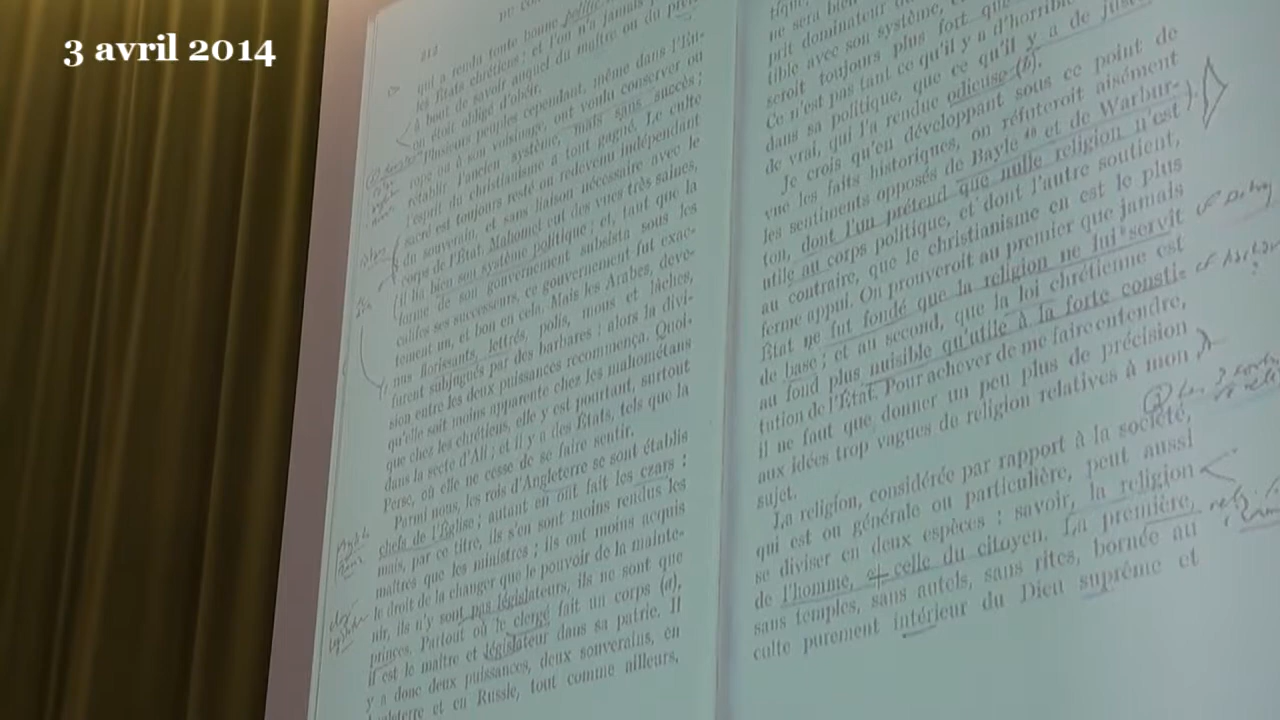 3 avril 2014
212
DU CO
qui a rendu toute bonne politie
les États chrétiens ; et l'on n'a jamais pu
à bout de savoir auquel du maître ou du prê-
on étoit obligé d'obéir.
Plusieurs peuples cependant, même dans l'Eu-
rope ou à son voisinage, ont voulu conserver ou
rétablir l'ancien système, mais sans succès ;
l'esprit du christianisme a tout gagné. Le culte
sacré est toujours resté ou redevenu indépendant
du souverain, et sans liaison nécessaire avec le
corps de l'État. Mahomet eut des vues très saines,
il lia bien son système politique ; et, tant que la
forme de son gouvernement subsista sous les
califes ses successeurs, ce gouvernement fut exac-
tement un, et bon en cela. Mais les Arabes, deve-
nus florissants, lettrés, polis, mous et lâches,
furent subjugués par des barbares : alors la divi-
sion entre les deux puissances recommença. Quoi-
qu'elle soit moins apparente chez les mahométans
que chez les chrétiens, elle y est pourtant, surtout
dans la secte d'Ali ; et il y a des États, tels que la
Perse, où elle ne cesse de se faire sentir.
Parmi nous, les rois d'Angleterre se sont établis
chefs de l'Église ; autant en ont fait les czars :
mais, par ce titre, ils s'en sont moins rendus les
maîtres que les ministres ; ils ont moins acquis
le droit de la changer que le pouvoir de la mainte-
nir, ils n'y sont pas législateurs, ils ne sont que
princes. Partout où le clergé fait un corps (a),
il est le maître et législateur dans sa patrie. Il
y a donc deux puissances, deux souverains, en
Angleterre et en Russie, tout comme ailleurs.
ne sera bien
prit dominateur
tible avec son système,
seroit toujours plus fort que
Ce n'est pas tant ce qu'il y a d'horrible
dans sa politique, que ce qu'il y a de juste
de vrai, qui l'a rendue odieuse (b).
Je crois qu'en développant sous ce point de
vue les faits historiques, on réfuteroit aisément
les sentiments opposés de Bayle et de Warbur-
ton, dont l'un prétend que nulle religion n'est
utile au corps politique, et dont l'autre soutient,
au contraire, que le christianisme en est le plus
ferme appui. On prouveroit au premier que jamais
État ne fut fondé que la religion ne lui servît
de base ; et au second, que la loi chrétienne est
au fond plus nuisible qu'utile à la forte consti-
tution de l'État. Pour achever de me faire entendre,
il ne faut que donner un peu plus de précision
aux idées trop vagues de religion relatives à mon
sujet.
La religion, considérée par rapport à la société,
qui est ou générale ou particulière, peut aussi
se diviser en deux espèces : savoir, la religion
de l'homme, et celle du citoyen. La première,
sans temples, sans autels, sans rites, bornée au
culte purement intérieur du Dieu suprême et